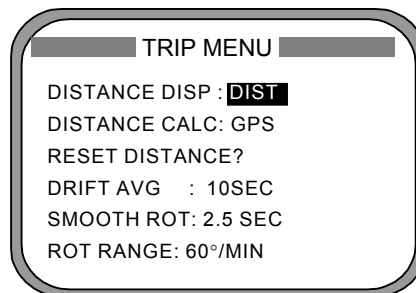 TRIP MENU
DISTANCE DISP : DIST
DISTANCE CALC: GPS
RESET DISTANCE?
DRIFT AVG : 10SEC
SMOOTH ROT: 2.5 SEC
ROT RANGE: 60°/MIN